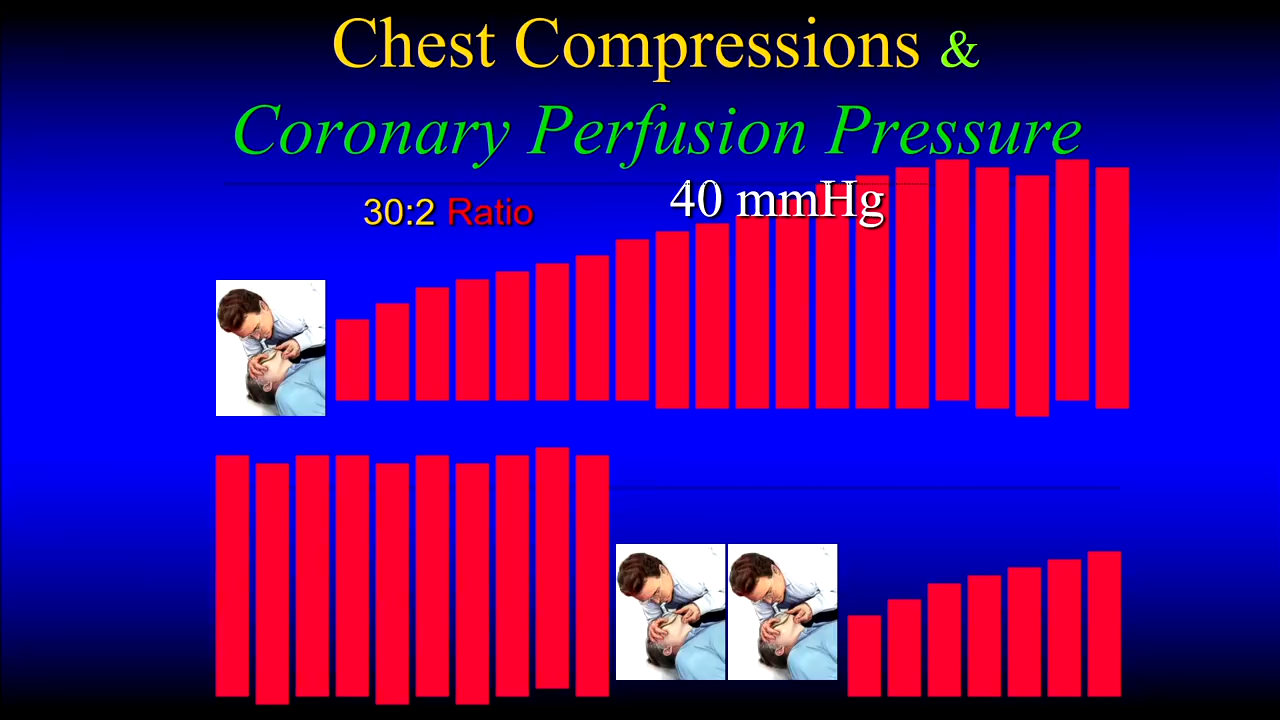 Chest Compressions &
Coronary Perfusion Pressure
30:2 Ratio
40 mmHg